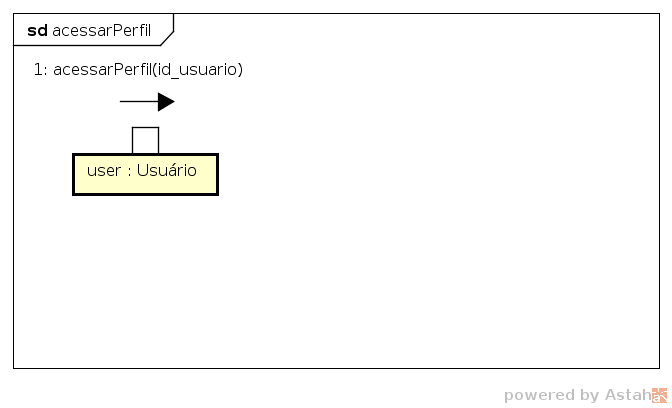 sd acessarPerfil
1: acessarPerfil(id_usuario)
user : Usuário
powered by Astah